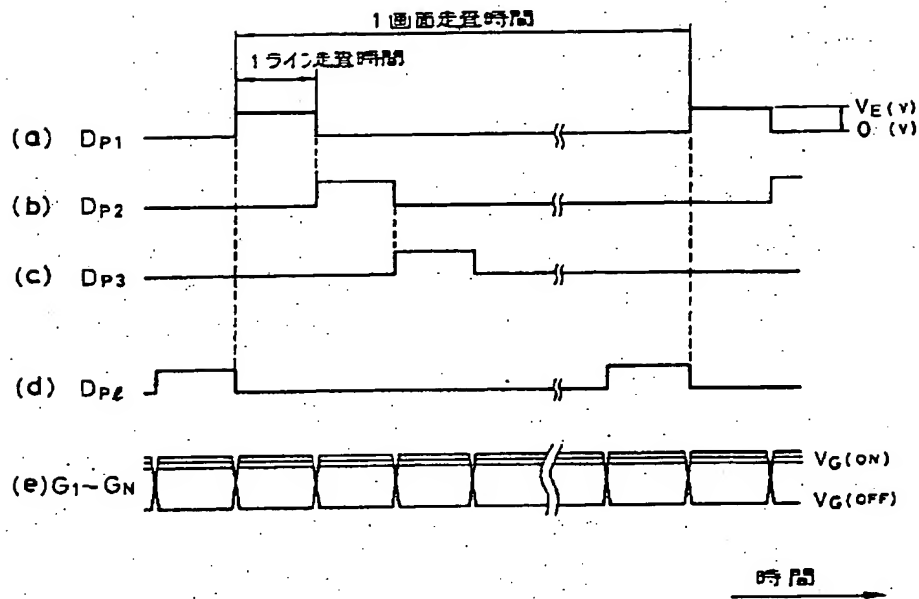 1画面走査時間
1ライン走査時間
(a) DP1
VE(V)
0 (V)
(b) DP2
(c) DP3
(d) DPℓ
(e) G1~GN
VG(ON)
VG(OFF)
時間